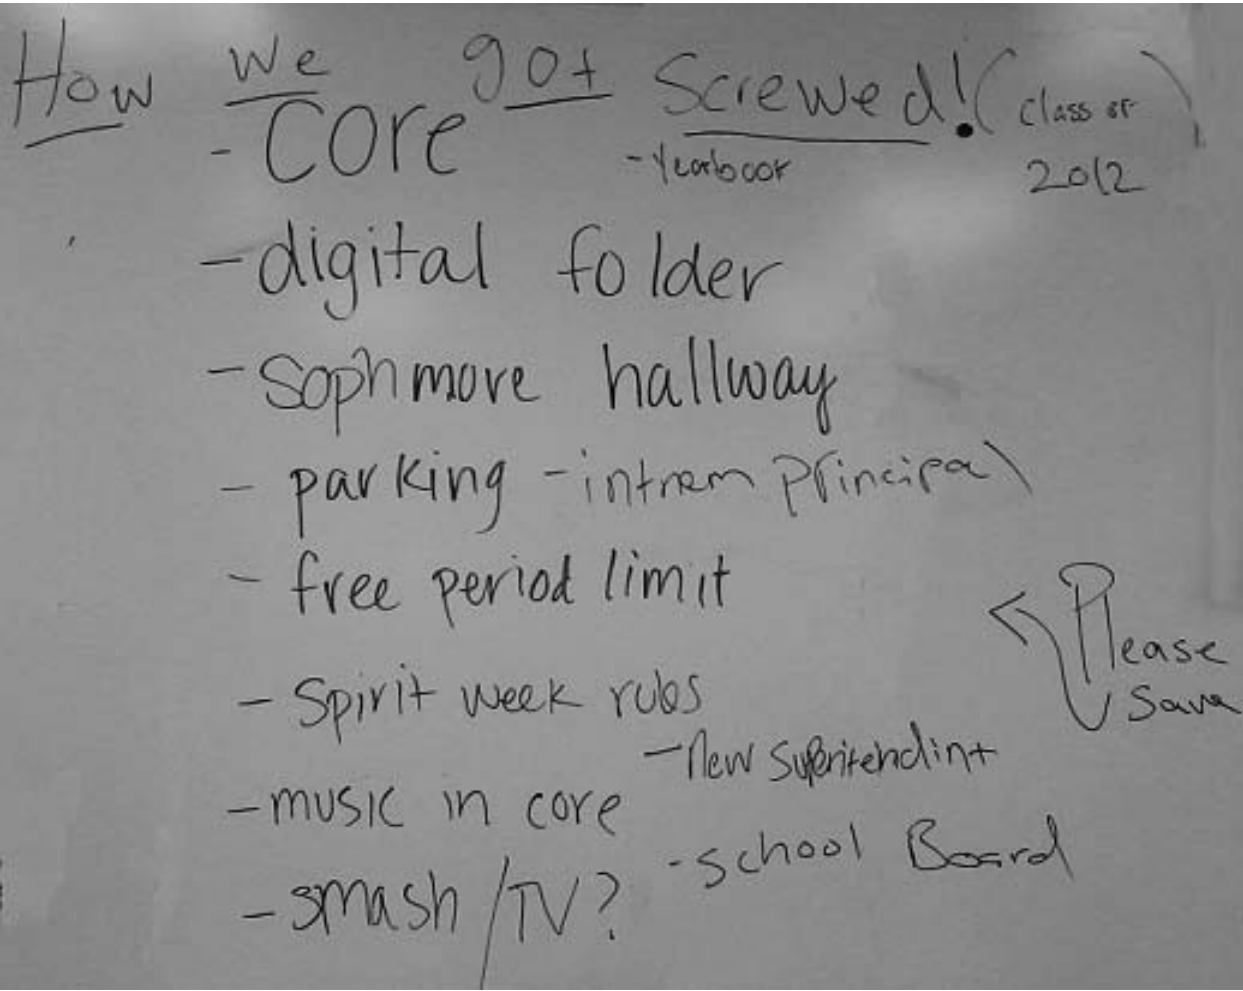 How we got Screwed! (class of 2012)
- Core
- Yearbook
- digital folder
- Sophmore hallway
- parking - intrem principal
- free period limit
Please Save
- Spirit week rules
- new superitendint
- music in core
- school Board
- smash / TV?